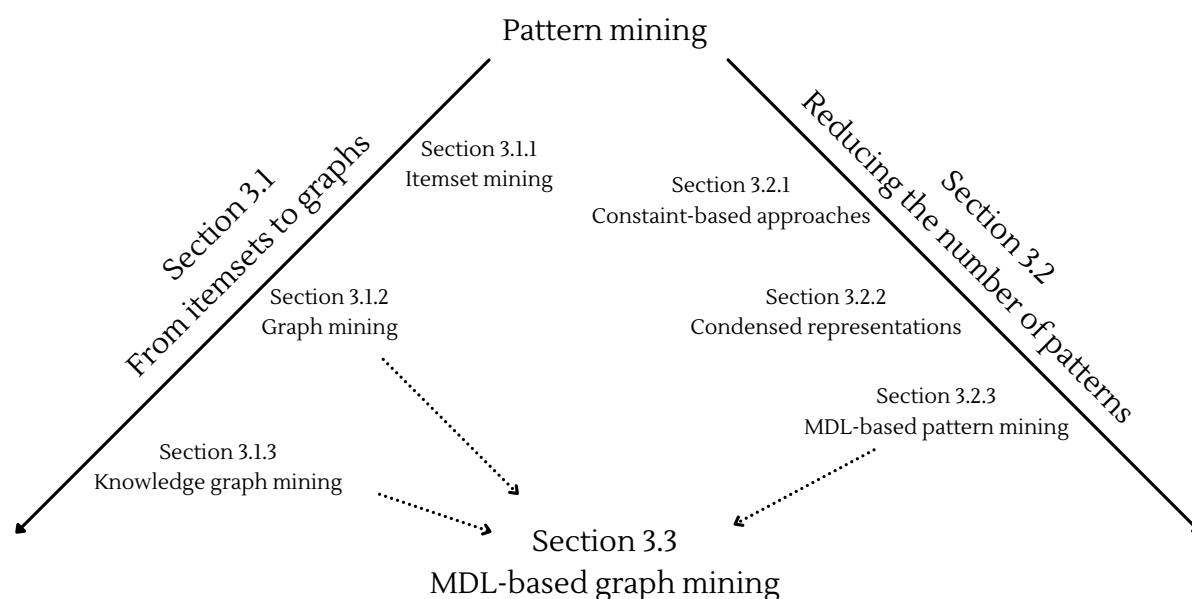 Pattern mining
Section 3.1
From itemsets to graphs
Section 3.1.1
Itemset mining
Section 3.1.2
Graph mining
Section 3.1.3
Knowledge graph mining
Section 3.2
Reducing the number of patterns
Section 3.2.1
Constaint-based approaches
Section 3.2.2
Condensed representations
Section 3.2.3
MDL-based pattern mining
Section 3.3
MDL-based graph mining